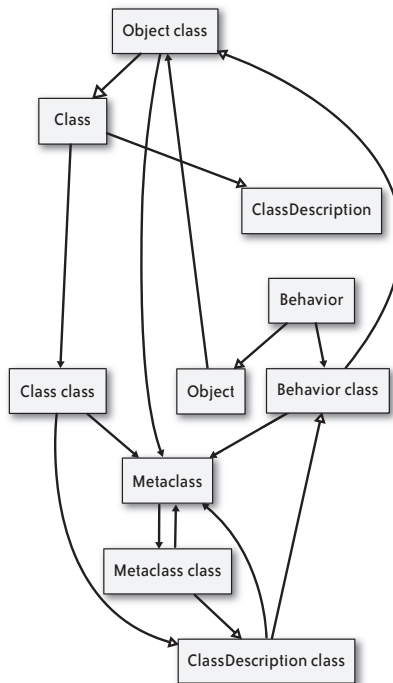 Object class
Class
ClassDescription
Behavior
Class class
Object
Behavior class
Metaclass
Metaclass class
ClassDescription class